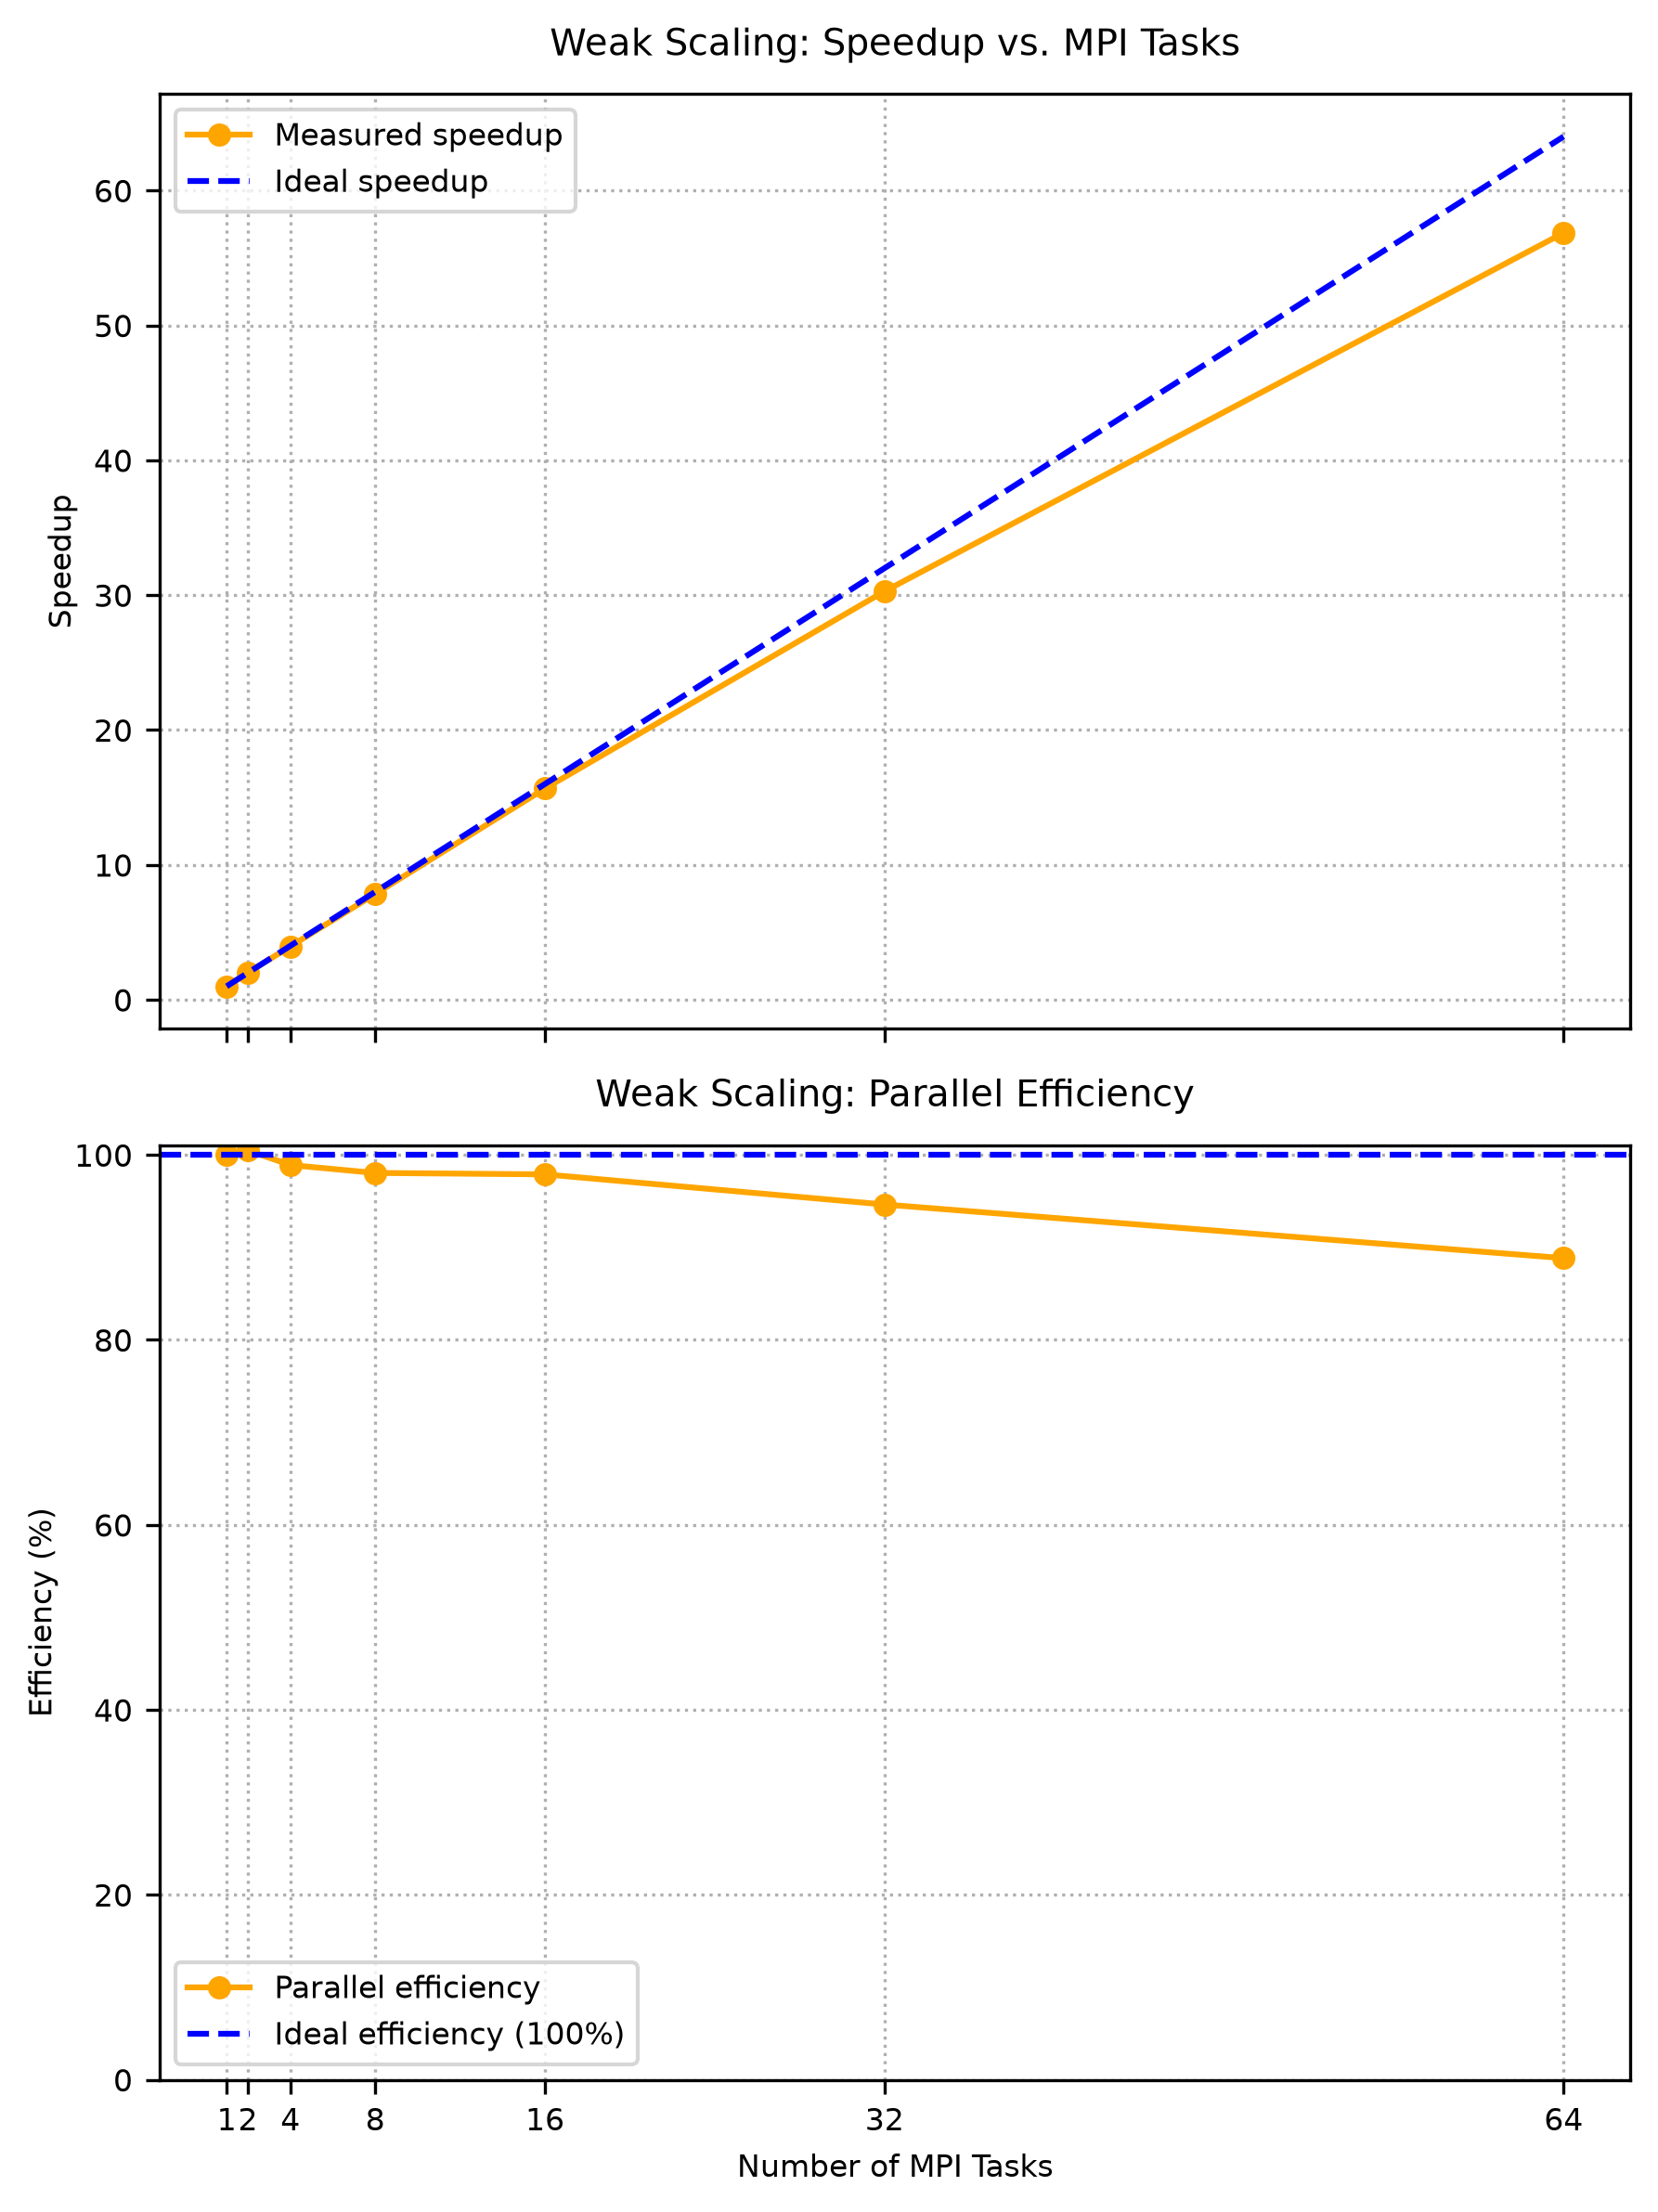 Weak Scaling: Speedup vs. MPI Tasks
Measured speedup
Ideal speedup
Speedup
60
50
40
30
20
10
0
Weak Scaling: Parallel Efficiency
Efficiency (%)
100
80
60
40
20
0
Parallel efficiency
Ideal efficiency (100%)
1 2 4 8 16 32 64
Number of MPI Tasks